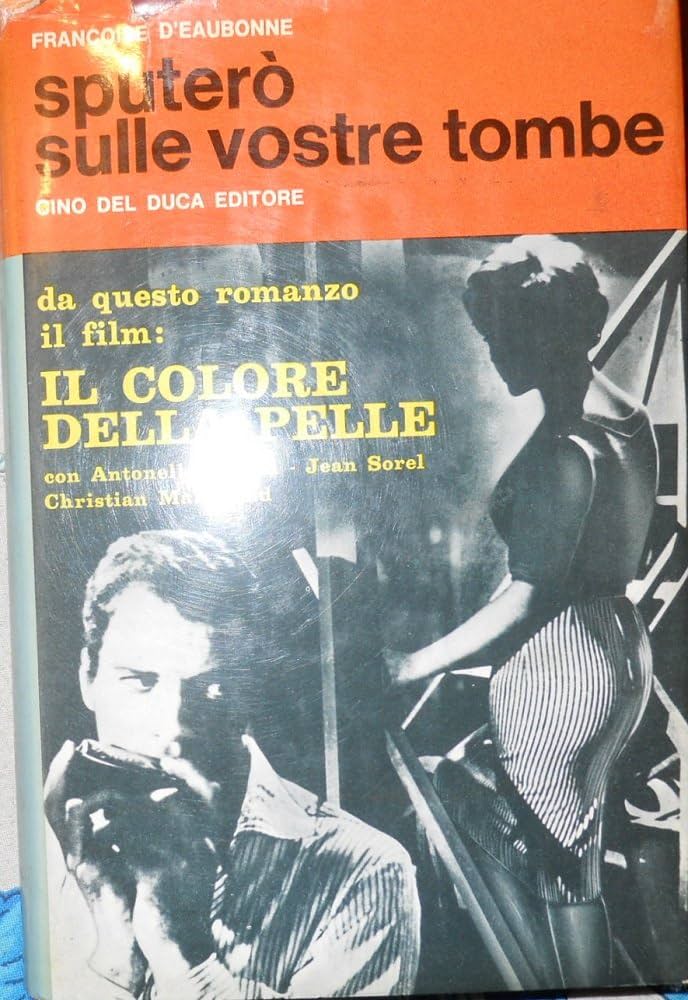 FRANÇOISE D'EAUBONNE
sputerò
sulle vostre tombe
CINO DEL DUCA EDITORE
da questo romanzo
il film:
IL COLORE
DELLA PELLE
con - Jean Sorel
Christian